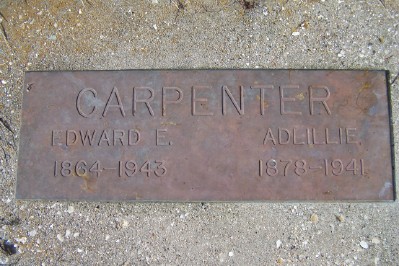 CARPENTER
EDWARD E. ADLILLIE
1864-1943 1878-1941